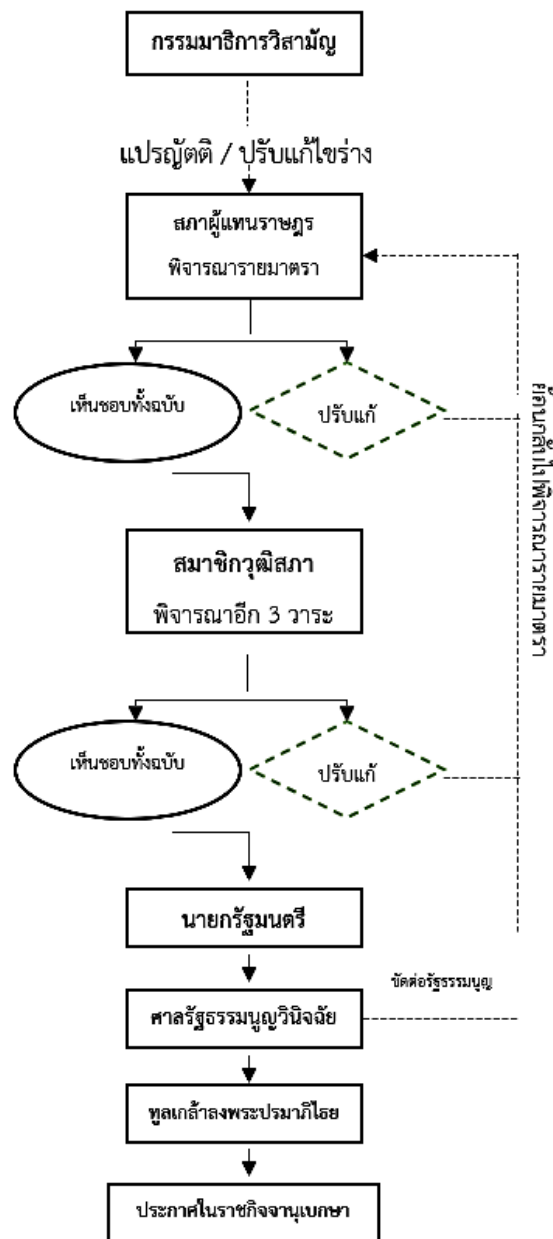 กรรมาธิการวิสามัญ
แปรญัตติ / ปรับแก้ไขร่าง
สภาผู้แทนราษฎร
พิจารณารายมาตรา
เห็นชอบทั้งฉบับ
ปรับแก้
ย้อนกลับไปพิจารณารายมาตรา
สมาชิกวุฒิสภา
พิจารณาอีก 3 วาระ
เห็นชอบทั้งฉบับ
ปรับแก้
นายกรัฐมนตรี
ขัดต่อรัฐธรรมนูญ
ศาลรัฐธรรมนูญวินิจฉัย
ทูลเกล้าลงพระปรมาภิไธย
ประกาศในราชกิจจานุเบกษา